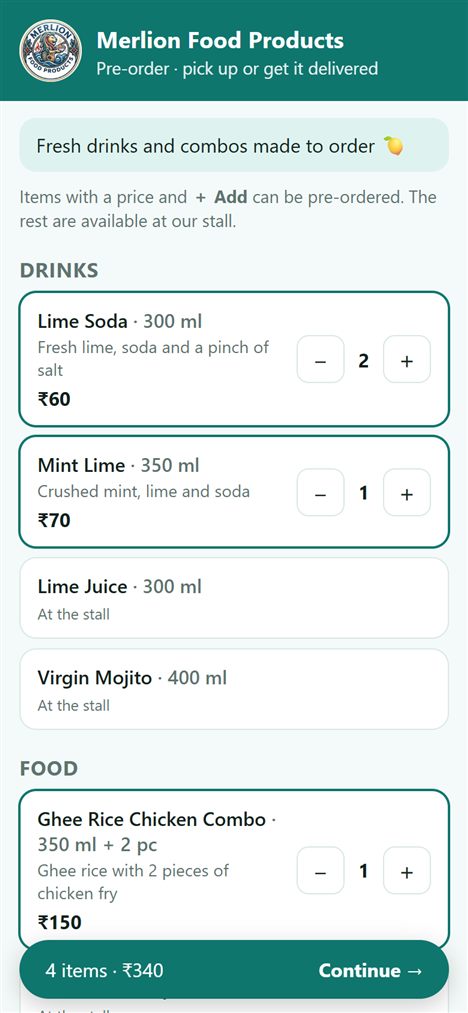 MERLION
FOOD PRODUCTS
Merlion Food Products
Pre-order · pick up or get it delivered
Fresh drinks and combos made to order 🍋
Items with a price and + Add can be pre-ordered. The
rest are available at our stall.
DRINKS
Lime Soda · 300 ml
Fresh lime, soda and a pinch of
salt
₹60
− 2 +
Mint Lime · 350 ml
Crushed mint, lime and soda
₹70
− 1 +
Lime Juice · 300 ml
At the stall
Virgin Mojito · 400 ml
At the stall
FOOD
Ghee Rice Chicken Combo ·
350 ml + 2 pc
Ghee rice with 2 pieces of
chicken fry
₹150
− 1 +
4 items · ₹340
Continue →